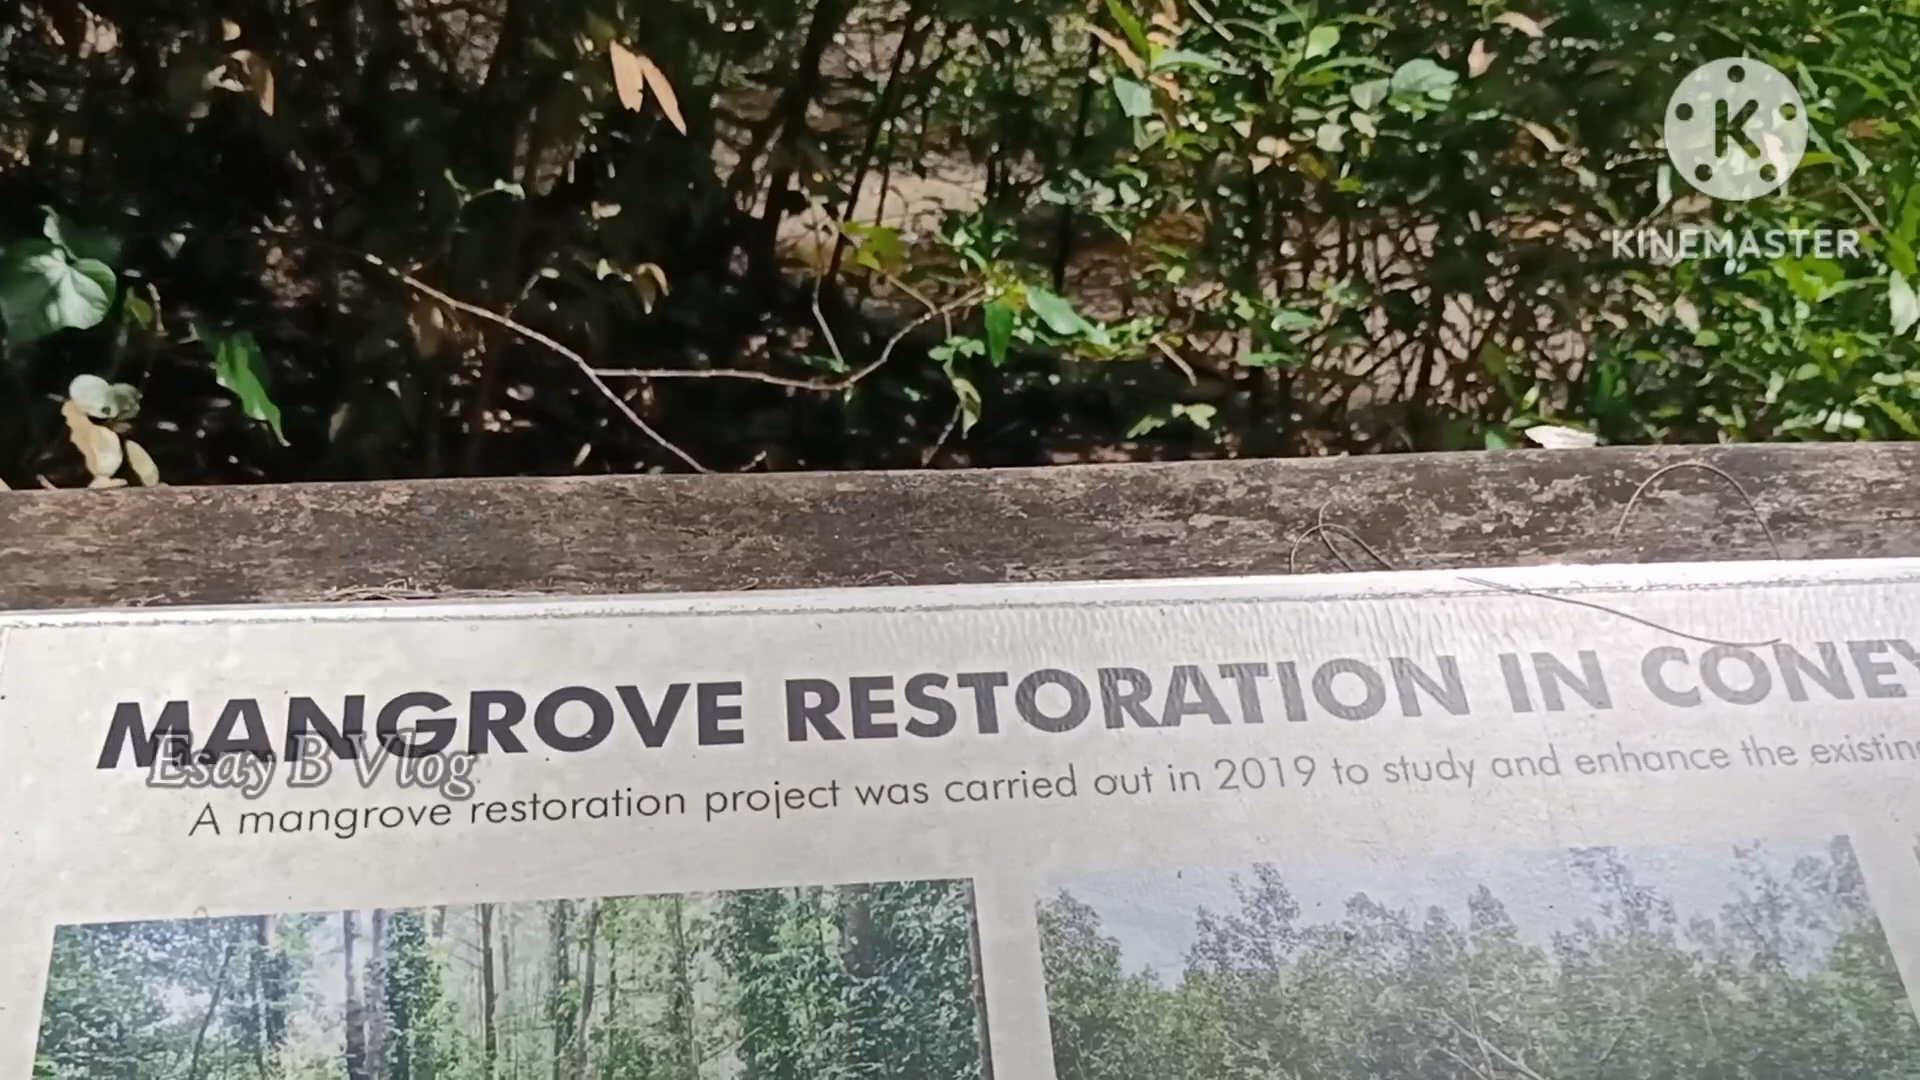 K
KINEMASTER
MANGROVE RESTORATION IN CONEY
Esay B Vlog
A mangrove restoration project was carried out in 2019 to study and enhance the existing